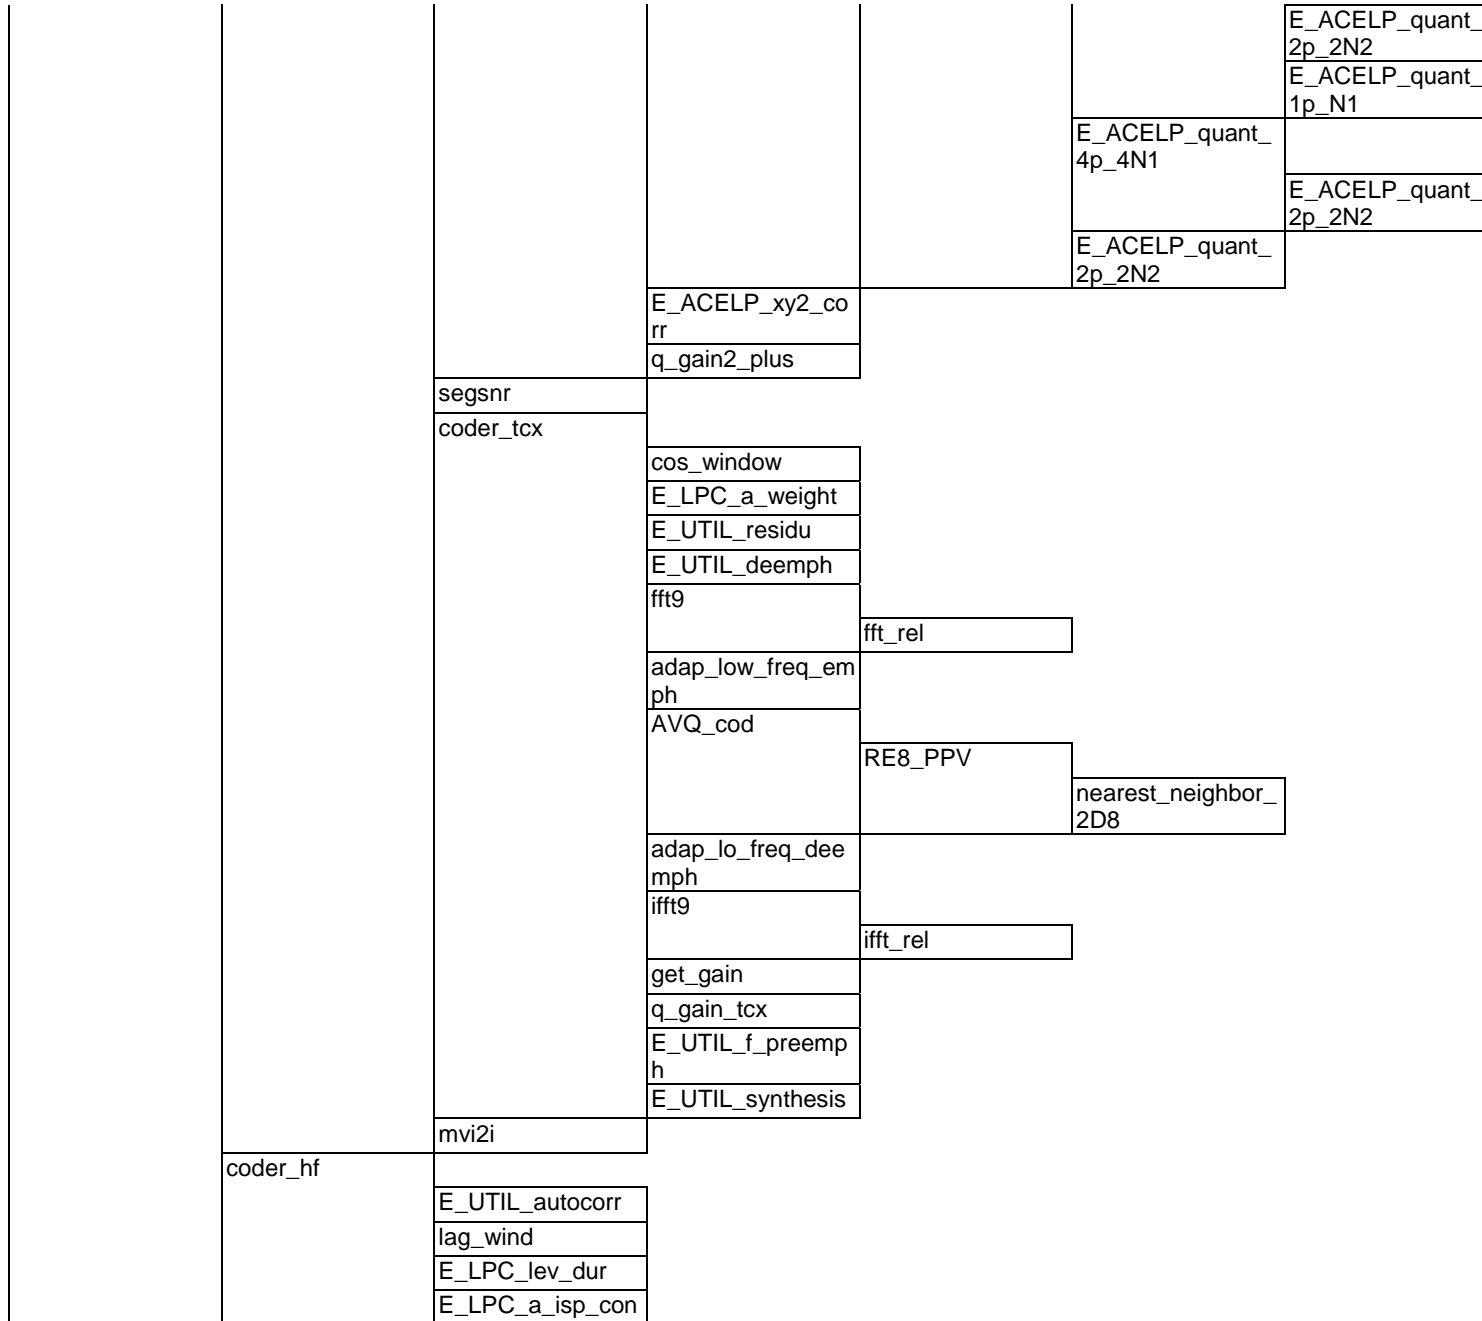 E_ACELP_quant_
2p_2N2
E_ACELP_quant_
1p_N1
E_ACELP_quant_
4p_4N1
E_ACELP_quant_
2p_2N2
E_ACELP_quant_
2p_2N2
E_ACELP_xy2_co
rr
q_gain2_plus
segsnr
coder_tcx
cos_window
E_LPC_a_weight
E_UTIL_residu
E_UTIL_deemph
fft9
fft_rel
adap_low_freq_em
ph
AVQ_cod
RE8_PPV
nearest_neighbor_
2D8
adap_lo_freq_dee
mph
ifft9
ifft_rel
get_gain
q_gain_tcx
E_UTIL_f_preemp
h
E_UTIL_synthesis
mvi2i
coder_hf
E_UTIL_autocorr
lag_wind
E_LPC_lev_dur
E_LPC_a_isp_con